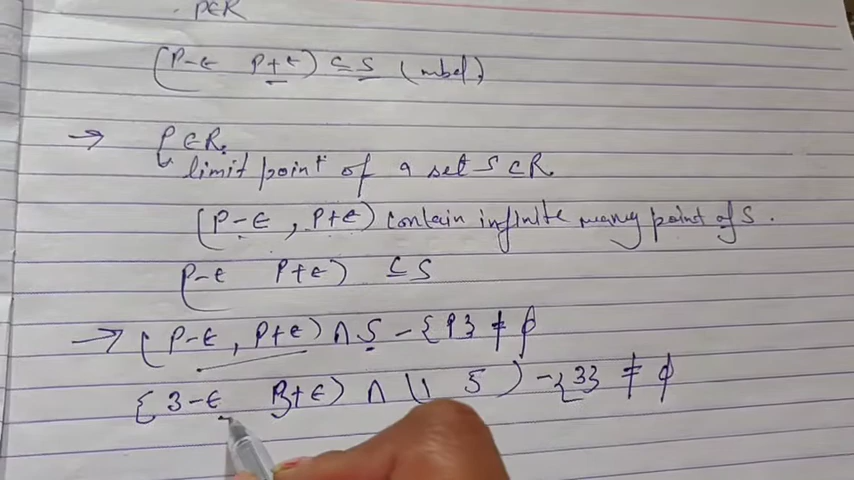 P∈R
(P-ε P+ε) ⊆ S (nbd)
→ P∈R.
limit point of a set S⊂R.
(P-ε, P+ε) contain infinite many point of S.
P-ε P+ε) ⊆ S
→ (P-ε, P+ε) ∩ S - {P} ≠ φ
{3-ε 3+ε) ∩ (1 5) - {3} ≠ φ